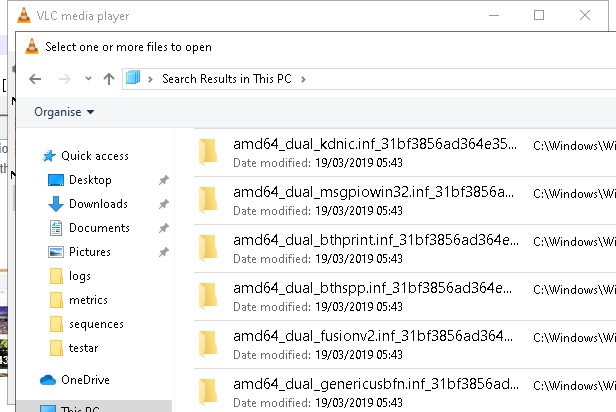 VLC media player
Select one or more files to open
Search Results in This PC
Organise
Quick access
Desktop
Downloads
Documents
Pictures
logs
metrics
sequences
testar
OneDrive
This PC
amd64_dual_kdnic.inf_31bf3856ad364e35...
C:\Windows\Wi
Date modified: 19/03/2019 05:43
amd64_dual_msgpiowin32.inf_31bf3856a...
C:\Windows\Wi
Date modified: 19/03/2019 05:43
amd64_dual_bthprint.inf_31bf3856ad364e...
C:\Windows\Wi
Date modified: 19/03/2019 05:43
amd64_dual_bthspp.inf_31bf3856ad364e...
C:\Windows\Wi
Date modified: 19/03/2019 05:43
amd64_dual_fusionv2.inf_31bf3856ad364...
C:\Windows\Wi
Date modified: 19/03/2019 05:43
amd64_dual_genericusbfn.inf_31bf3856ad...
C:\Windows\Wi
Date modified: 19/03/2019 05:43